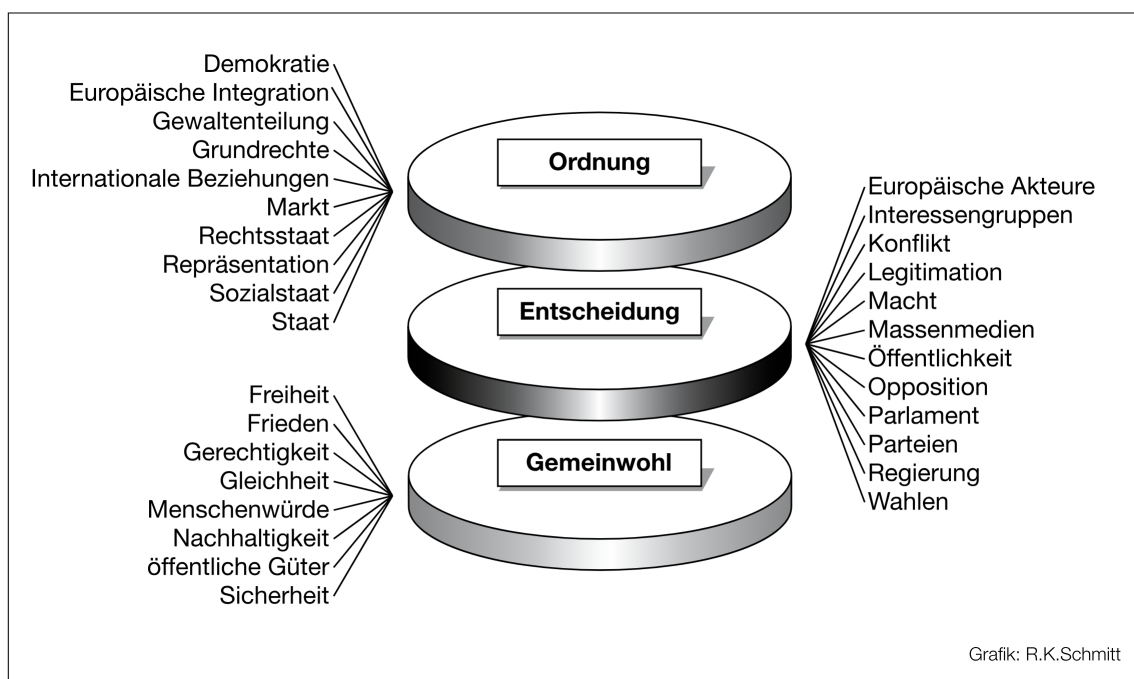 Demokratie
Europäische Integration
Gewaltenteilung
Grundrechte
Internationale Beziehungen
Markt
Rechtsstaat
Repräsentation
Sozialstaat
Staat
Ordnung
Entscheidung
Europäische Akteure
Interessengruppen
Konflikt
Legitimation
Macht
Massenmedien
Öffentlichkeit
Opposition
Parlament
Parteien
Regierung
Wahlen
Freiheit
Frieden
Gerechtigkeit
Gleichheit
Menschenwürde
Nachhaltigkeit
öffentliche Güter
Sicherheit
Gemeinwohl
Grafik: R.K.Schmitt